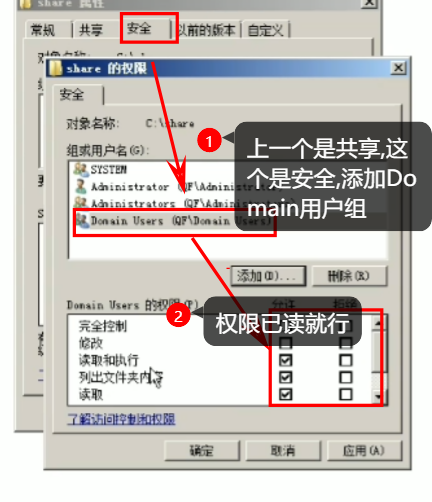 share 属性
常规 共享 安全 以前的版本 自定义
share 的权限
安全
对象名称: C:\share
组或用户名(G):
SYSTEM
Administrator (QF\Administrator)
Administrators (QF\Administrators)
Domain Users (QF\Domain Users)
1
上一个是共享,这
个是安全,添加Do
main用户组
添加(D)... 删除(R)
Domain Users 的权限(P) 允许 拒绝
2
权限已读就行
完全控制
修改
读取和执行
列出文件夹内
读取
了解访问控制和权限
确定 取消 应用(A)